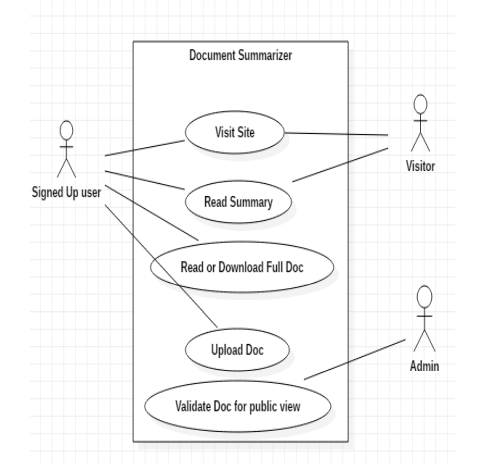 Document Summarizer
Visit Site
Visitor
Signed Up user
Read Summary
Read or Download Full Doc
Upload Doc
Admin
Validate Doc for public view